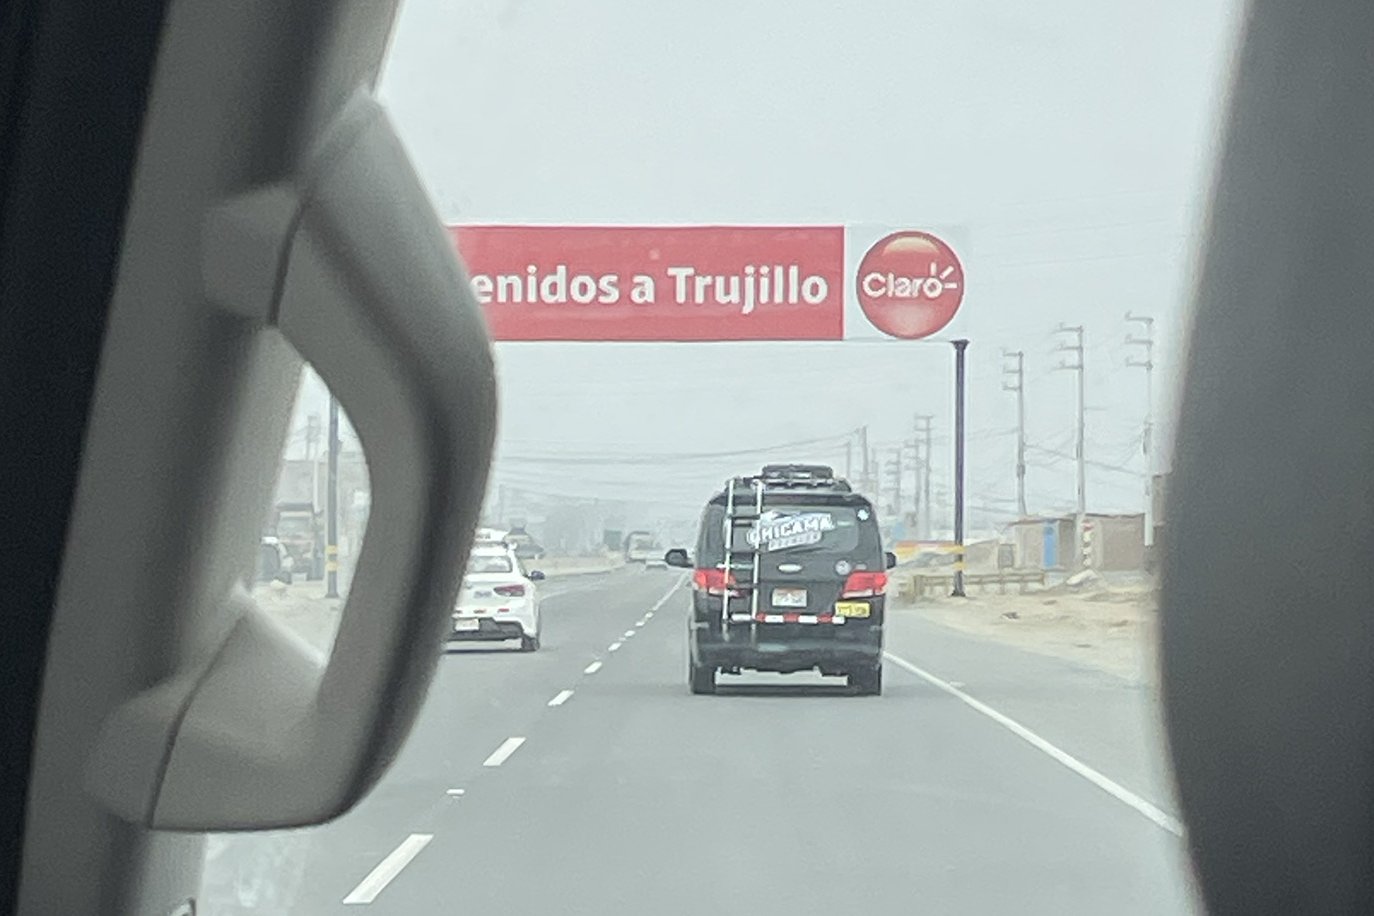 enidos a Trujillo
Claro
CHICAMA